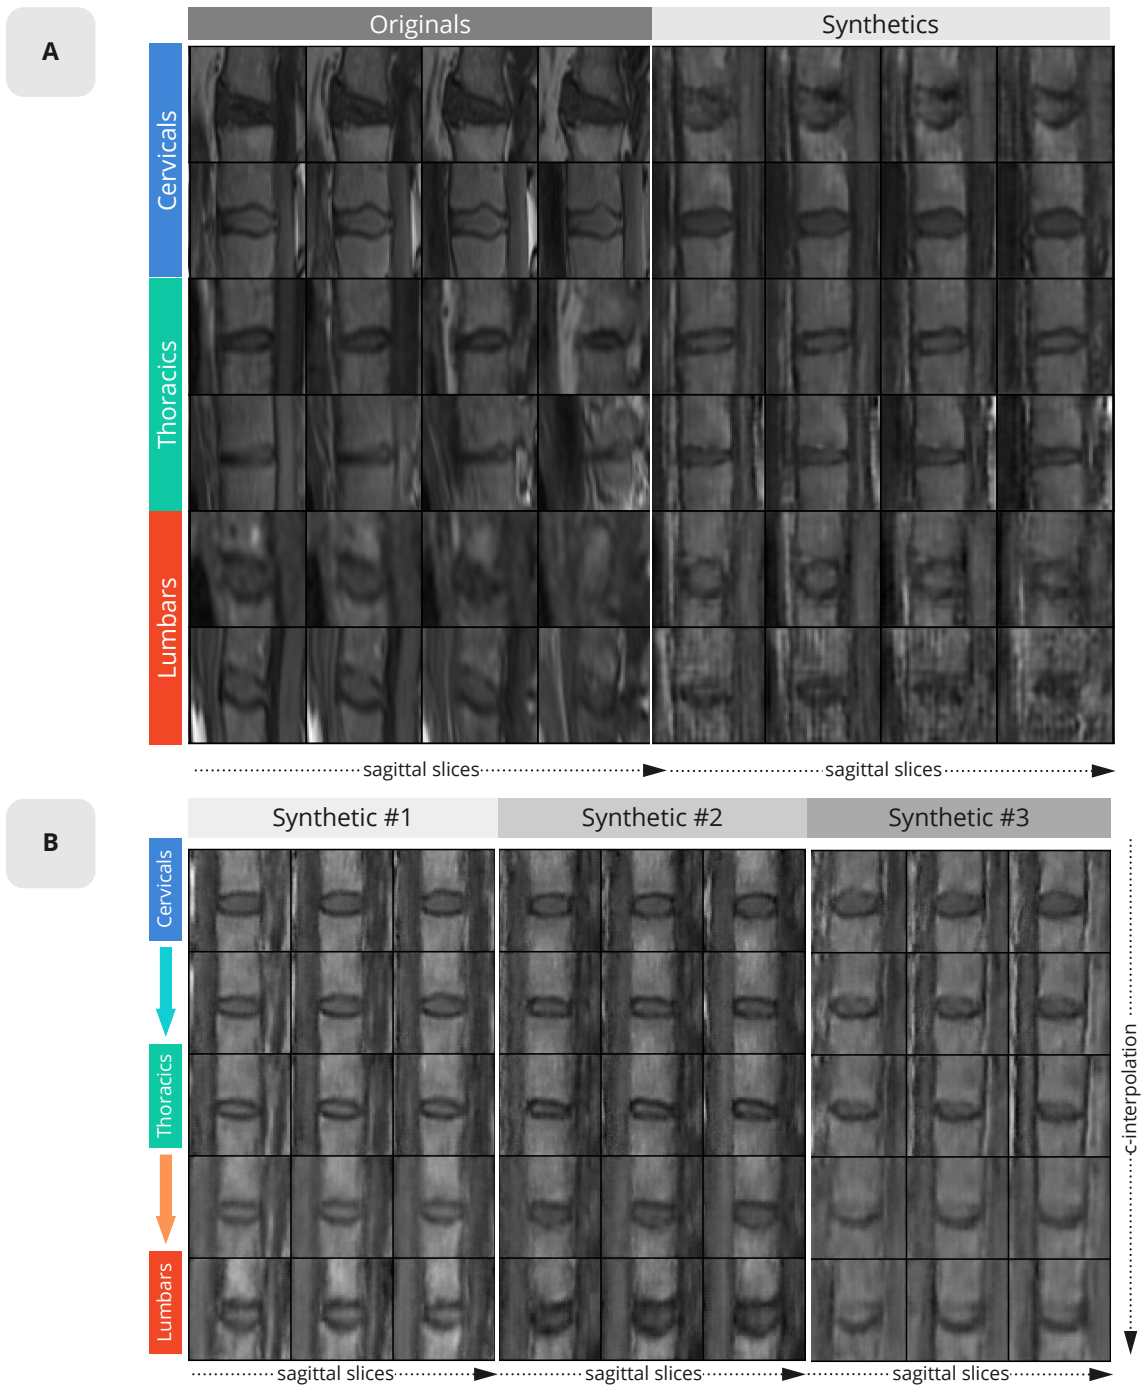 A
Originals
Synthetics
Cervicals
Thoracics
Lumbars
sagittal slices
sagittal slices
B
Synthetic #1
Synthetic #2
Synthetic #3
Cervicals
Thoracics
Lumbars
c-interpolation
sagittal slices
sagittal slices
sagittal slices